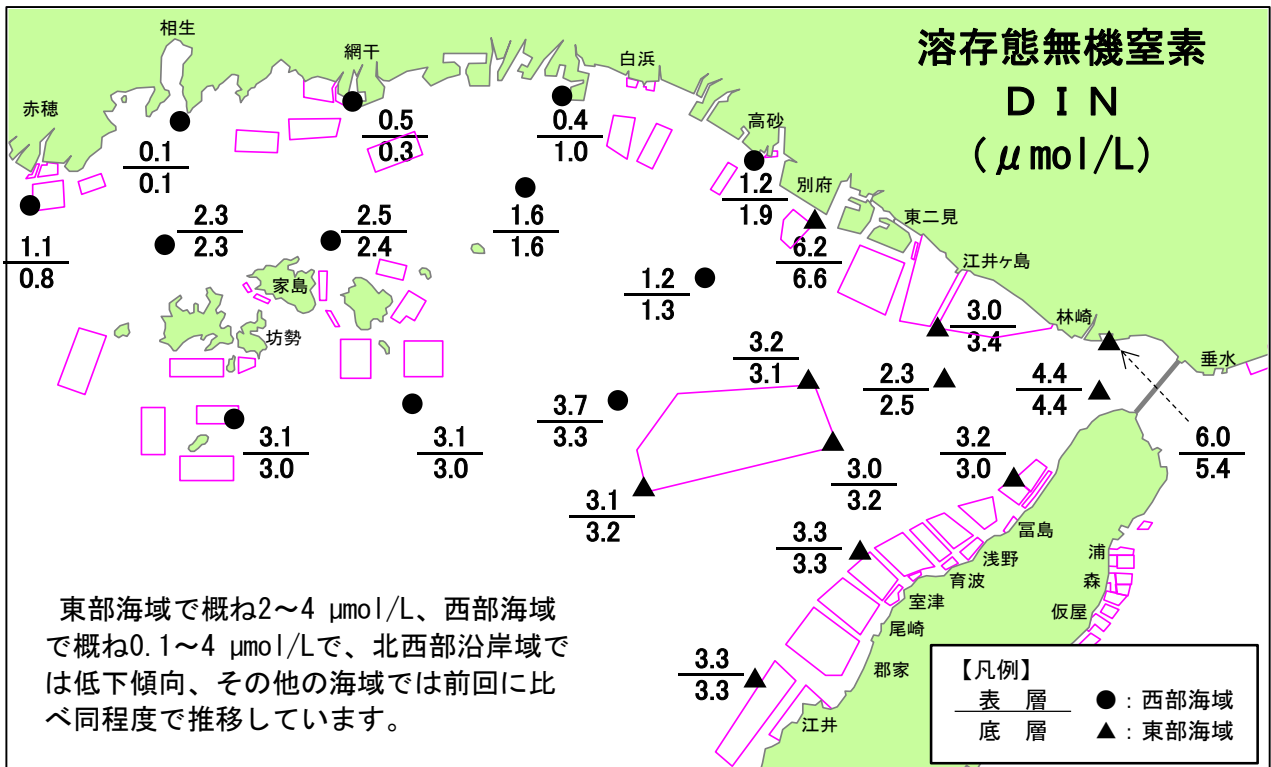 溶存態無機窒素
ＤＩＮ
(μmol/L)
相生
網干
白浜
赤穂
高砂
別府
東二見
江井ヶ島
林崎
垂水
家島
坊勢
0.1
0.1
0.5
0.3
0.4
1.0
1.2
1.9
1.1
0.8
2.3
2.3
2.5
2.4
1.6
1.6
6.2
6.6
1.2
1.3
3.0
3.4
3.2
3.1
2.3
2.5
4.4
4.4
3.7
3.3
3.1
3.0
3.1
3.0
6.0
5.4
3.2
3.0
3.0
3.2
3.1
3.2
3.3
3.3
3.3
3.3
冨島
浅野
育波
室津
尾崎
郡家
江井
浦
森
仮屋
東部海域で概ね2～4 μmol/L、西部海域
で概ね0.1～4 μmol/Lで、北西部沿岸域で
は低下傾向、その他の海域では前回に比
べ同程度で推移しています。
【凡例】
表　層　●：西部海域
底　層　▲：東部海域